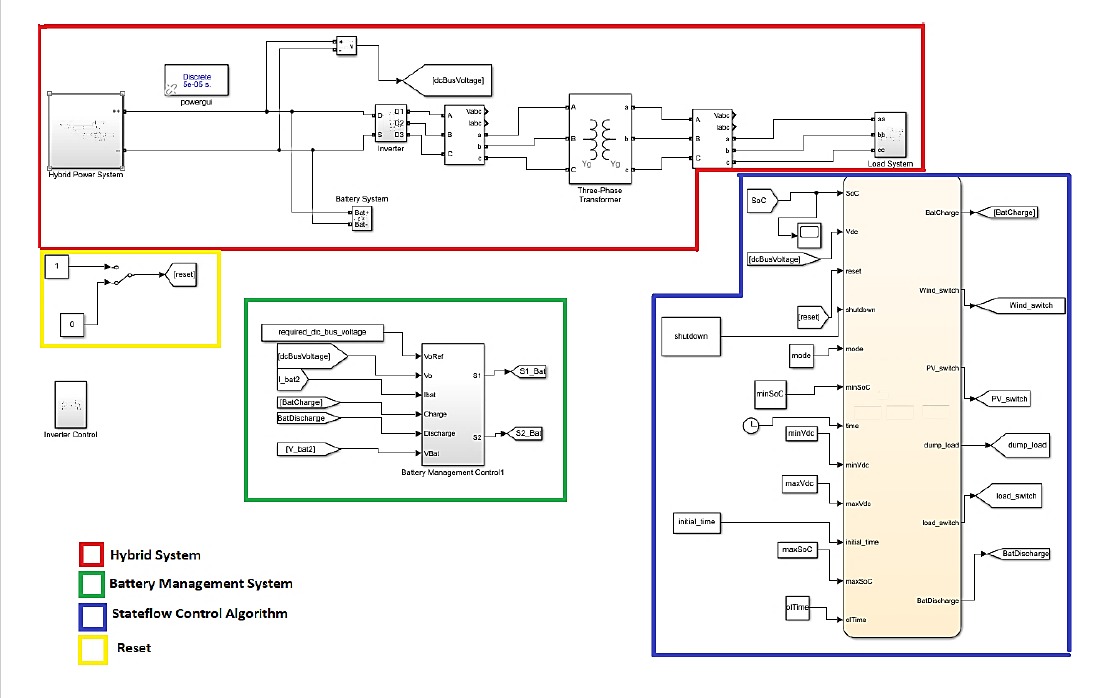 Discrete
5e-05 s.
powergui
v
[dcBusVoltage]
Hybrid Power System
D
S
D1
D2
D3
Inverter
A
B
C
Vabc
Iabc
a
b
c
A
B
C
a
b
c
Yg
Yg
Three-Phase
Transformer
A
B
C
Vabc
Iabc
a
b
c
aa
bb
cc
Load System
Battery System
Bat+
Bat-
1
0
[reset]
Inverter Control
required_dc_bus_voltage
[dcBusVoltage]
I_bat2
[BatCharge]
BatDischarge
[V_bat2]
VoRef
Vo
Ibat
Charge
Discharge
VBat
S1
S2
S1_Bat
S2_Bat
Battery Management Control1
SoC
[dcBusVoltage]
[reset]
shutdown
mode
minSoC
minVdc
maxVdc
initial_time
maxSoC
olTime
SoC
Vdc
reset
shutdown
mode
minSoC
time
minVdc
maxVdc
initial_time
maxSoC
olTime
BatCharge
Wind_switch
PV_switch
dump_load
load_switch
BatDischarge
[BatCharge]
Wind_switch
PV_switch
dump_load
load_switch
BatDischarge
Hybrid System
Battery Management System
Stateflow Control Algorithm
Reset